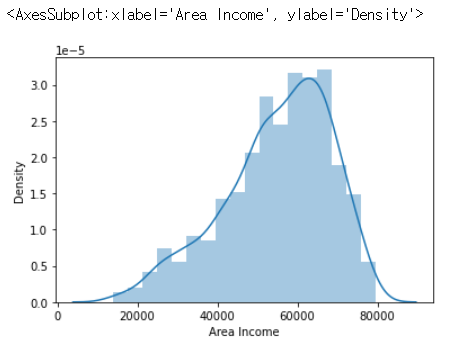 <AxesSubplot:xlabel='Area Income', ylabel='Density'>
1e−5
3.0
2.5
2.0
1.5
1.0
0.5
0.0
Density
0 20000 40000 60000 80000
Area Income